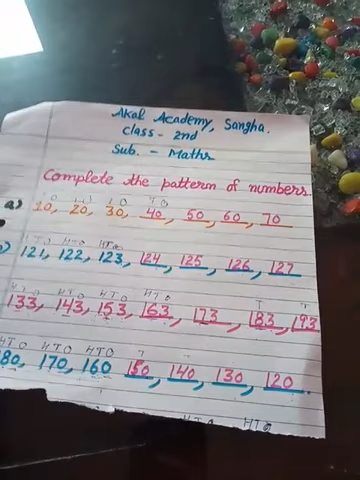 Akal Academy, Sangha.
Class - 2nd
Sub. - Maths
Complete the pattern of numbers
T O T O T O T O
a) 10, 20, 30, 40, 50, 60, 70
H T O H T O H T O
121, 122, 123, 124, 125, 126, 127
H T O H T O H T O H T O T T
133, 143, 153, 163, 173, 183, 193
H T O H T O H T O T
80, 170, 160 150, 140, 130, 120.
H T O H T O